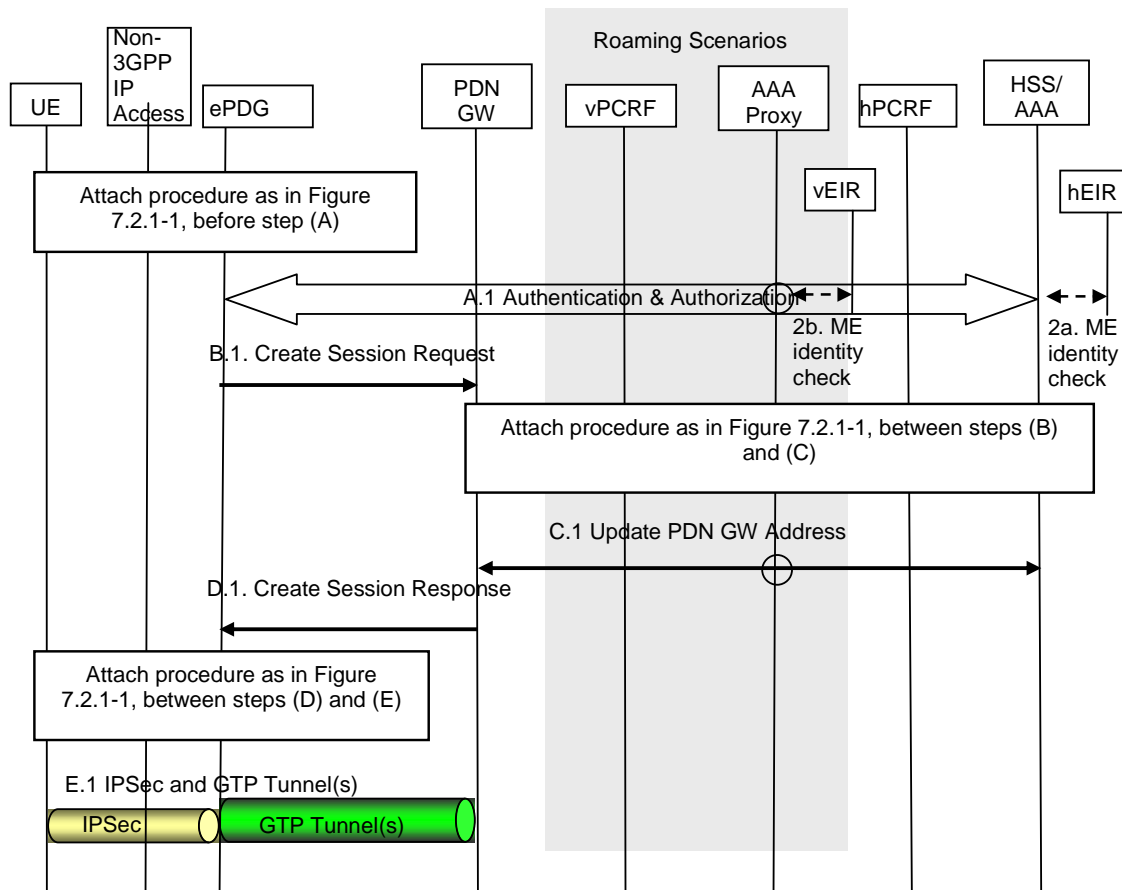 Roaming Scenarios
Non-
3GPP
IP
Access
UE
ePDG
PDN
GW
vPCRF
AAA
Proxy
hPCRF
HSS/
AAA
vEIR
hEIR
Attach procedure as in Figure
7.2.1-1, before step (A)
A.1 Authentication & Authorization
2b. ME
identity
check
2a. ME
identity
check
B.1. Create Session Request
Attach procedure as in Figure 7.2.1-1, between steps (B)
and (C)
C.1 Update PDN GW Address
D.1. Create Session Response
Attach procedure as in Figure
7.2.1-1, between steps (D) and (E)
E.1 IPSec and GTP Tunnel(s)
IPSec
GTP Tunnel(s)